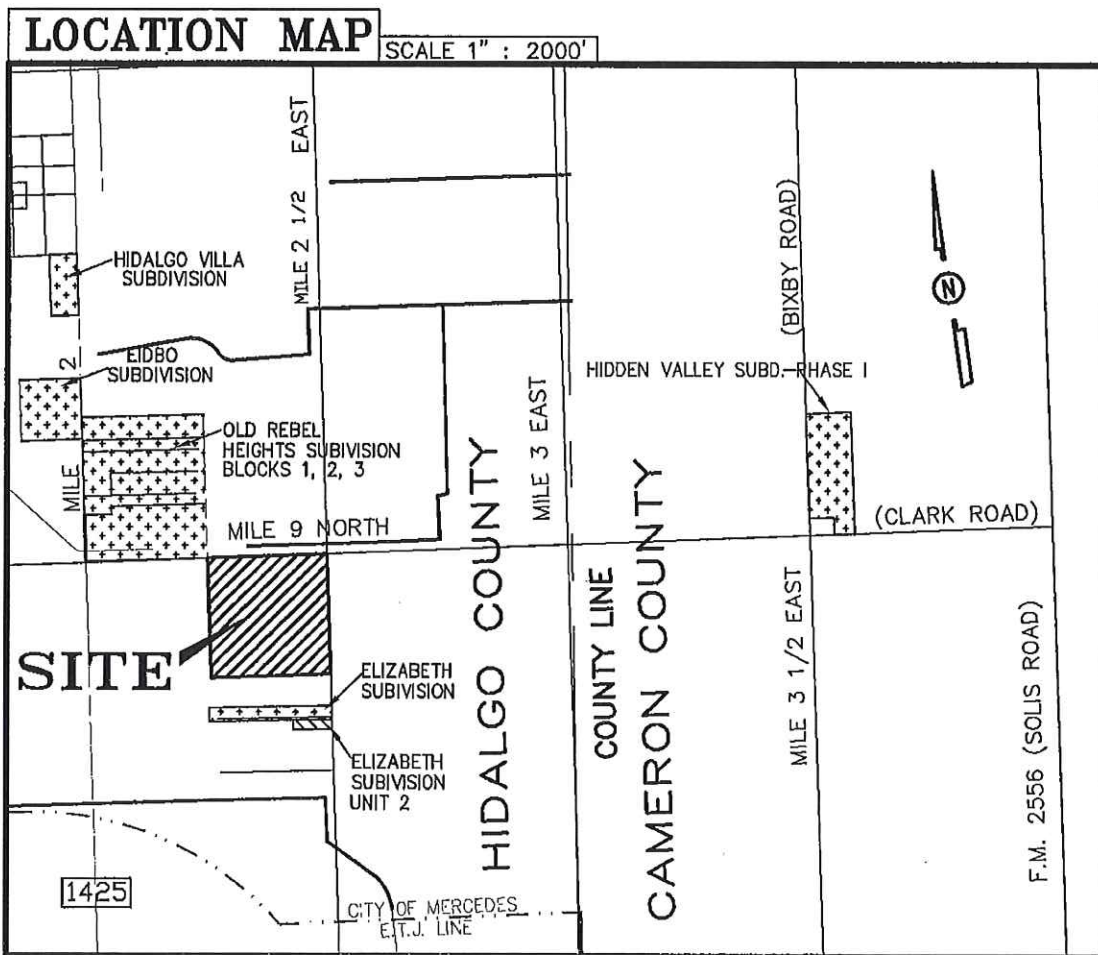 LOCATION MAP
SCALE 1" : 2000'
MILE 2 1/2 EAST
HIDALGO VILLA
SUBDIVISION
(BIXBY ROAD)
N
EIDBO
SUBDIVISION
MILE 2
HIDDEN VALLEY SUBD.-PHASE I
OLD REBEL
HEIGHTS SUBIVISION
BLOCKS 1, 2, 3
MILE 3 EAST
MILE 9 NORTH
(CLARK ROAD)
HIDALGO COUNTY
COUNTY LINE
CAMERON COUNTY
MILE 3 1/2 EAST
F.M. 2556 (SOLIS ROAD)
SITE
ELIZABETH
SUBIVISION
ELIZABETH
SUBIVISION
UNIT 2
1425
CITY OF MERCEDES
E.T.J. LINE